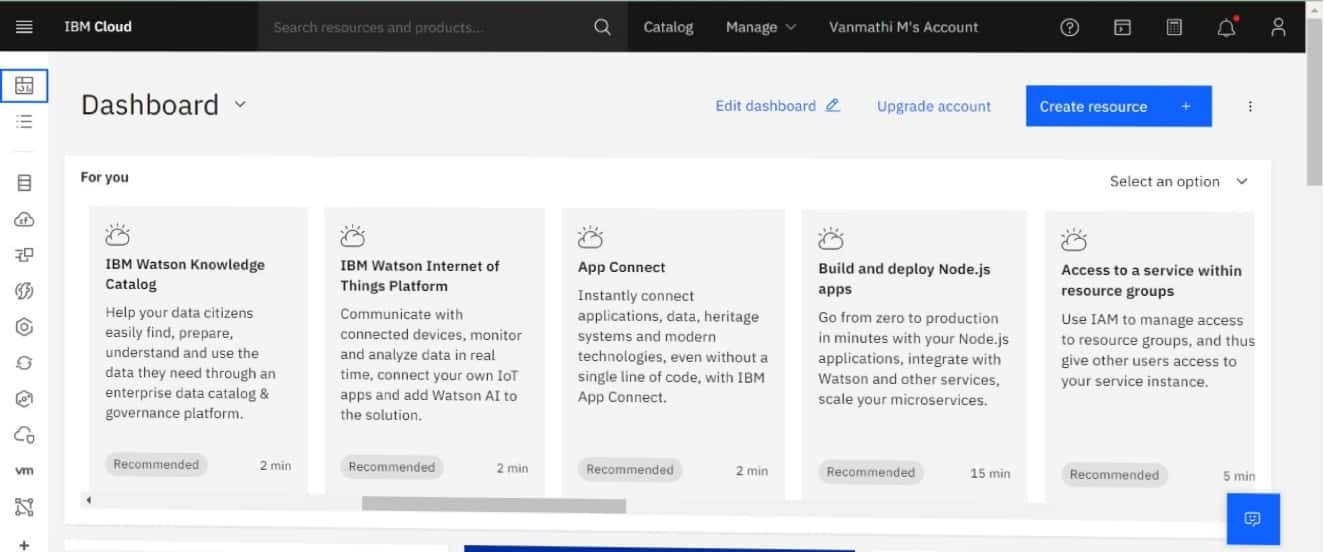 IBM Cloud
Search resources and products...
Catalog
Manage
Vanmathi M's Account
Dashboard
Edit dashboard
Upgrade account
Create resource +
For you
Select an option
IBM Watson Knowledge
Catalog
Help your data citizens
easily find, prepare,
understand and use the
data they need through an
enterprise data catalog &
governance platform.
Recommended
2 min
IBM Watson Internet of
Things Platform
Communicate with
connected devices, monitor
and analyze data in real
time, connect your own IoT
apps and add Watson AI to
the solution.
Recommended
2 min
App Connect
Instantly connect
applications, data, heritage
systems and modern
technologies, even without a
single line of code, with IBM
App Connect.
Recommended
2 min
Build and deploy Node.js
apps
Go from zero to production
in minutes with your Node.js
applications, integrate with
Watson and other services,
scale your microservices.
Recommended
15 min
Access to a service within
resource groups
Use IAM to manage access
to resource groups, and thus
give other users access to
your service instance.
Recommended
5 min
vm